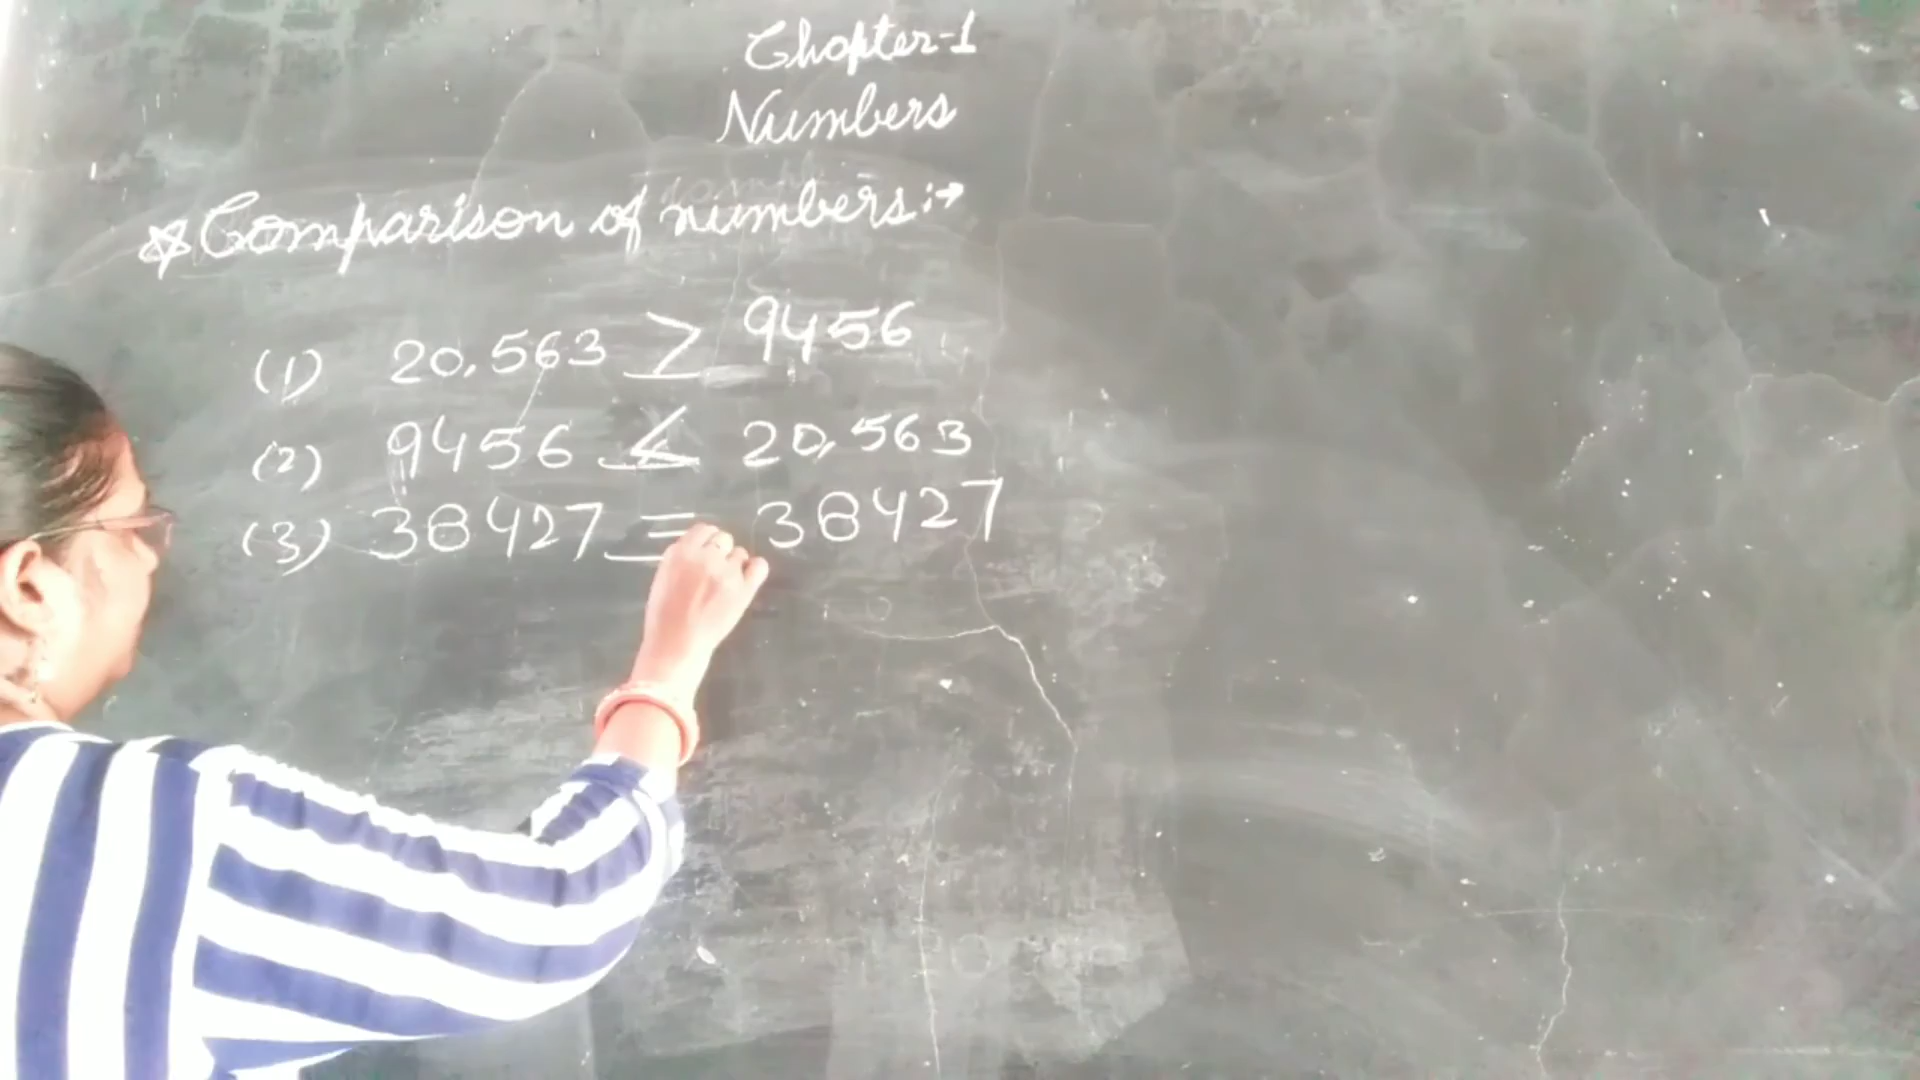 Chapter-1
Numbers
* Comparison of numbers:→
(1) 20,563 > 9456
(2) 9456 < 20,563
(3) 38427 = 38427